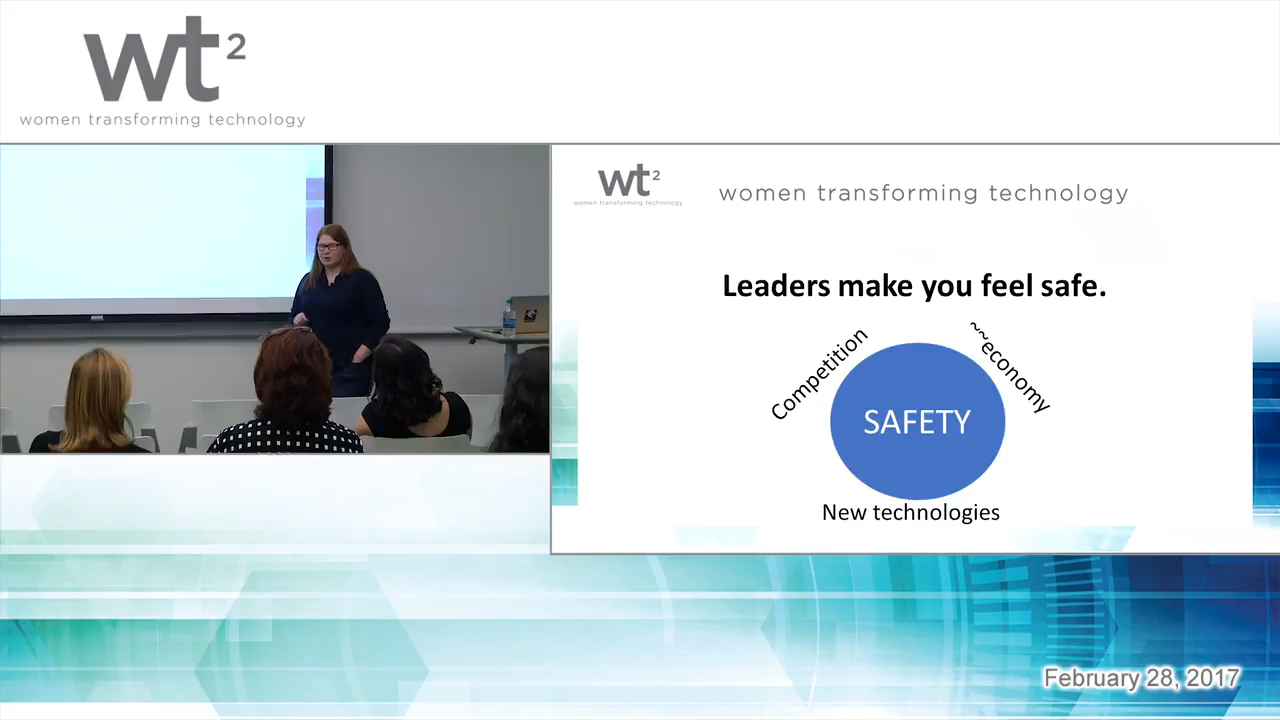 wt2
women transforming technology
wt2
women transforming technology
women transforming technology
Leaders make you feel safe.
Competition
~~economy
SAFETY
New technologies
February 28, 2017